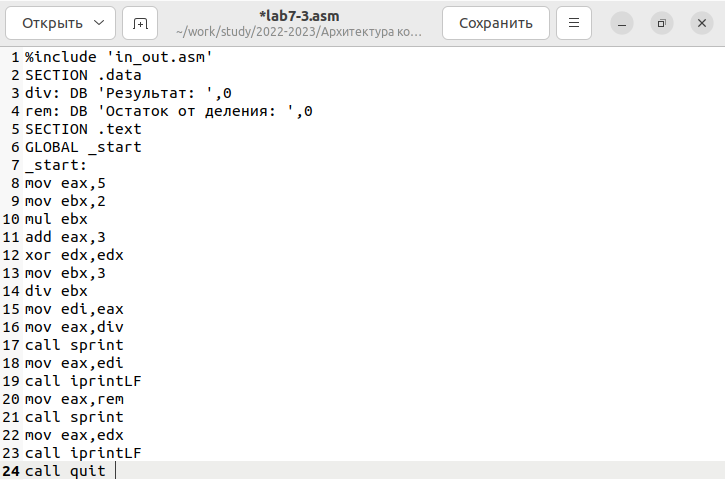 Открыть
*lab7-3.asm
~/work/study/2022-2023/Архитектура ко…
Сохранить
1 %include 'in_out.asm'
2 SECTION .data
3 div: DB 'Результат: ',0
4 rem: DB 'Остаток от деления: ',0
5 SECTION .text
6 GLOBAL _start
7 _start:
8 mov eax,5
9 mov ebx,2
10 mul ebx
11 add eax,3
12 xor edx,edx
13 mov ebx,3
14 div ebx
15 mov edi,eax
16 mov eax,div
17 call sprint
18 mov eax,edi
19 call iprintLF
20 mov eax,rem
21 call sprint
22 mov eax,edx
23 call iprintLF
24 call quit